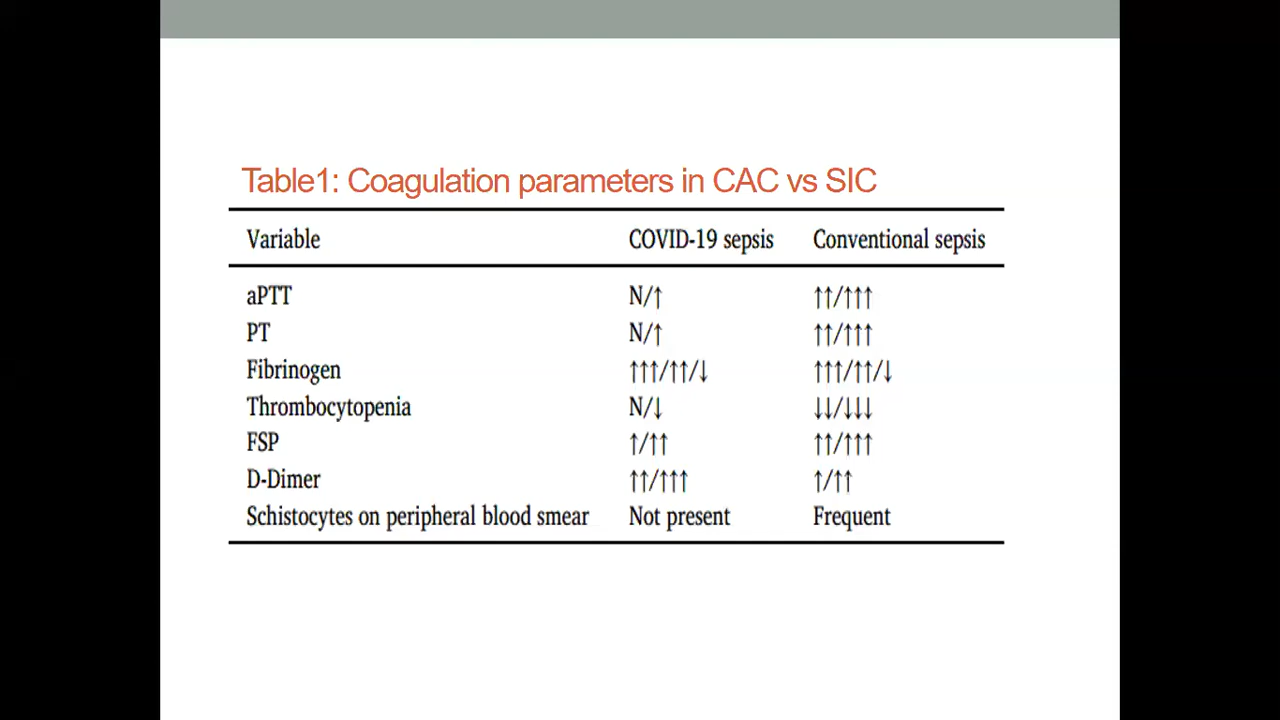 Table1: Coagulation parameters in CAC vs SIC
Variable COVID-19 sepsis Conventional sepsis
aPTT N/↑ ↑↑/↑↑↑
PT N/↑ ↑↑/↑↑↑
Fibrinogen ↑↑↑/↑↑/↓ ↑↑↑/↑↑/↓
Thrombocytopenia N/↓ ↓↓/↓↓↓
FSP ↑/↑↑ ↑↑/↑↑↑
D-Dimer ↑↑/↑↑↑ ↑/↑↑
Schistocytes on peripheral blood smear Not present Frequent